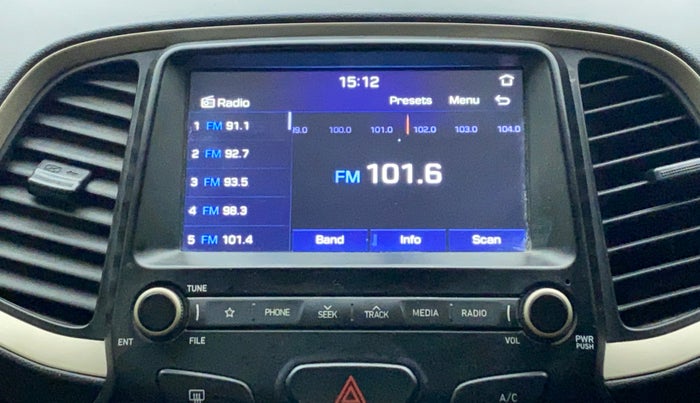 15:12
Radio
Presets Menu
1 FM 91.1
2 FM 92.7
3 FM 93.5
4 FM 98.3
5 FM 101.4
100.0 101.0 102.0 103.0 104.0
FM 101.6
Band Info Scan
TUNE
PHONE SEEK TRACK MEDIA RADIO
ENT FILE VOL PWR
PUSH
A/C